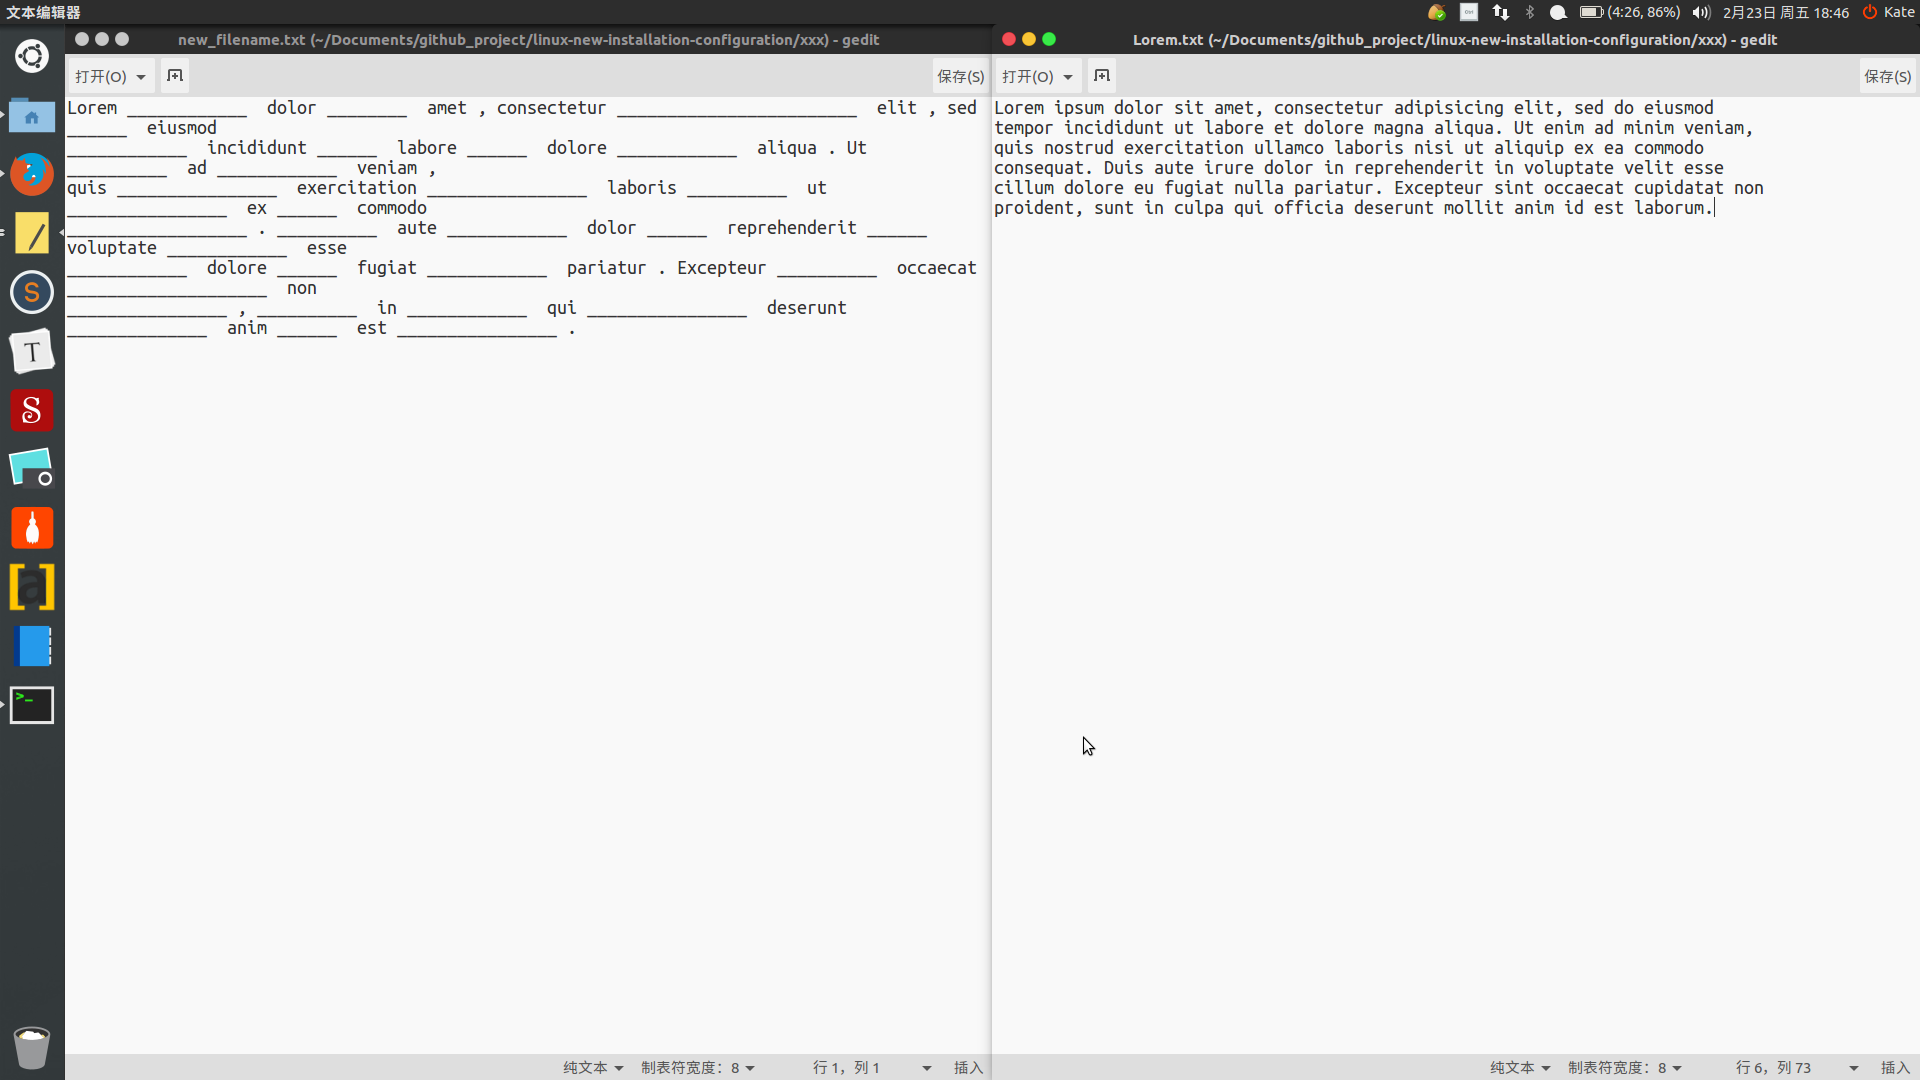 文本编辑器
(4:26, 86%) 2月23日 周五 18:46 Kate
new_filename.txt (~/Documents/github_project/linux-new-installation-configuration/xxx) - gedit
打开(O) 保存(S)
Lorem ____________  dolor ________  amet , consectetur ________________________  elit , sed
______  eiusmod
____________  incididunt ______  labore ______  dolore ____________  aliqua . Ut
__________  ad ____________  veniam ,
quis ________________  exercitation ________________  laboris __________  ut
________________  ex ______  commodo
__________________ . __________  aute ____________  dolor ______  reprehenderit ______
voluptate ____________  esse
____________  dolore ______  fugiat ____________  pariatur . Excepteur __________  occaecat
____________________  non
________________ , __________  in ____________  qui ________________  deserunt
______________  anim ______  est ________________ .
纯文本 制表符宽度：8 行 1，列 1 插入
Lorem.txt (~/Documents/github_project/linux-new-installation-configuration/xxx) - gedit
打开(O) 保存(S)
Lorem ipsum dolor sit amet, consectetur adipisicing elit, sed do eiusmod
tempor incididunt ut labore et dolore magna aliqua. Ut enim ad minim veniam,
quis nostrud exercitation ullamco laboris nisi ut aliquip ex ea commodo
consequat. Duis aute irure dolor in reprehenderit in voluptate velit esse
cillum dolore eu fugiat nulla pariatur. Excepteur sint occaecat cupidatat non
proident, sunt in culpa qui officia deserunt mollit anim id est laborum.
纯文本 制表符宽度：8 行 6，列 73 插入
S
T
S
[a]
>_